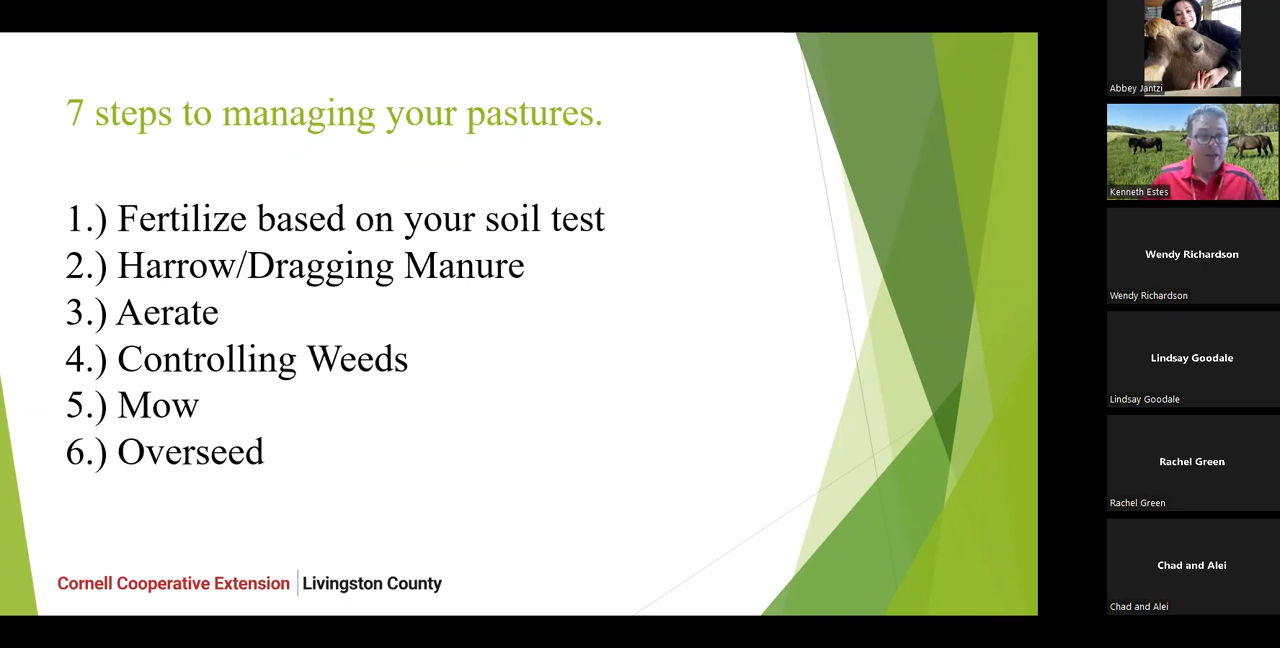 7 steps to managing your pastures.
1.) Fertilize based on your soil test
2.) Harrow/Dragging Manure
3.) Aerate
4.) Controlling Weeds
5.) Mow
6.) Overseed
Cornell Cooperative Extension | Livingston County
Abbey Jantzi
Kenneth Estes
Wendy Richardson
Wendy Richardson
Lindsay Goodale
Lindsay Goodale
Rachel Green
Rachel Green
Chad and Alei
Chad and Alei